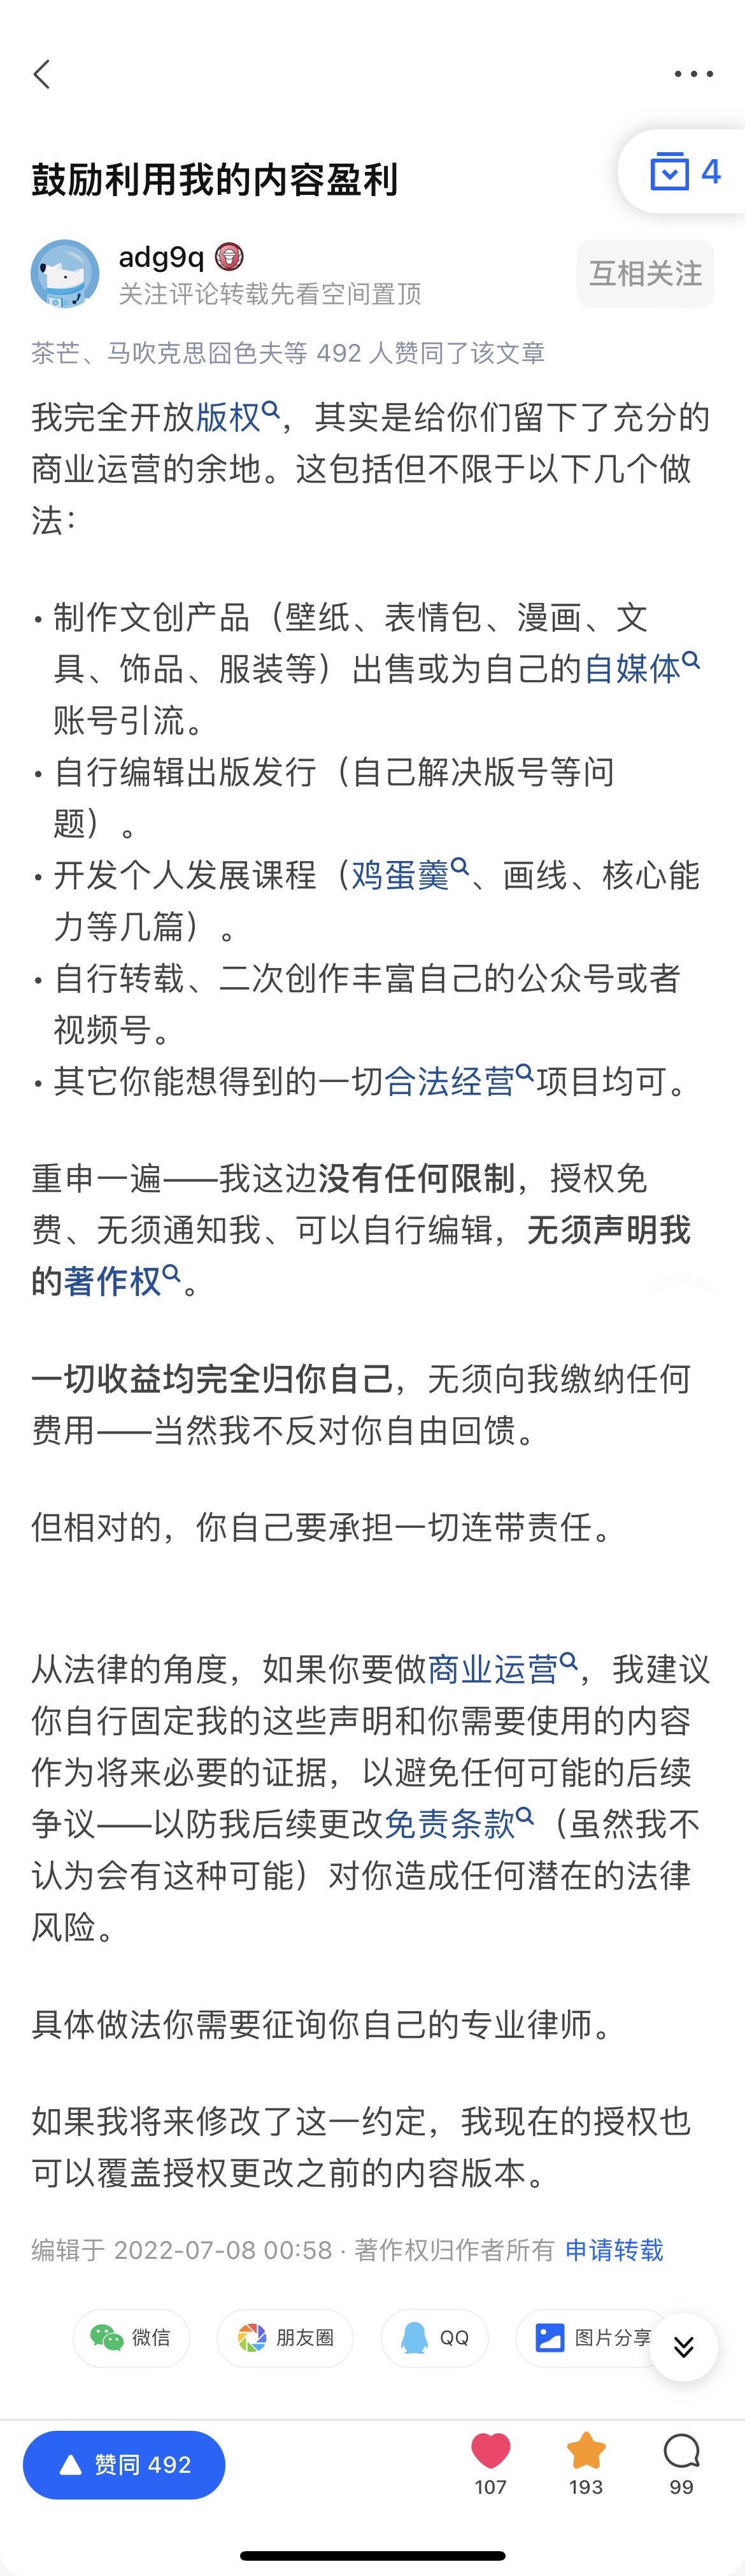 鼓励利用我的内容盈利
4
adg9q
互相关注
关注评论转载先看空间置顶
茶芒、马吹克思囧色夫等 492 人赞同了该文章
我完全开放版权，其实是给你们留下了充分的
商业运营的余地。这包括但不限于以下几个做
法：
• 制作文创产品（壁纸、表情包、漫画、文
具、饰品、服装等）出售或为自己的自媒体
账号引流。
• 自行编辑出版发行（自己解决版号等问
题）。
• 开发个人发展课程（鸡蛋羹、画线、核心能
力等几篇）。
• 自行转载、二次创作丰富自己的公众号或者
视频号。
• 其它你能想得到的一切合法经营项目均可。
重申一遍——我这边没有任何限制，授权免
费、无须通知我、可以自行编辑，无须声明我
的著作权。
一切收益均完全归你自己，无须向我缴纳任何
费用——当然我不反对你自由回馈。
但相对的，你自己要承担一切连带责任。
从法律的角度，如果你要做商业运营，我建议
你自行固定我的这些声明和你需要使用的内容
作为将来必要的证据，以避免任何可能的后续
争议——以防我后续更改免责条款（虽然我不
认为会有这种可能）对你造成任何潜在的法律
风险。
具体做法你需要征询你自己的专业律师。
如果我将来修改了这一约定，我现在的授权也
可以覆盖授权更改之前的内容版本。
编辑于 2022-07-08 00:58 · 著作权归作者所有 申请转载
微信 朋友圈 QQ 图片分享
赞同 492
107 193 99